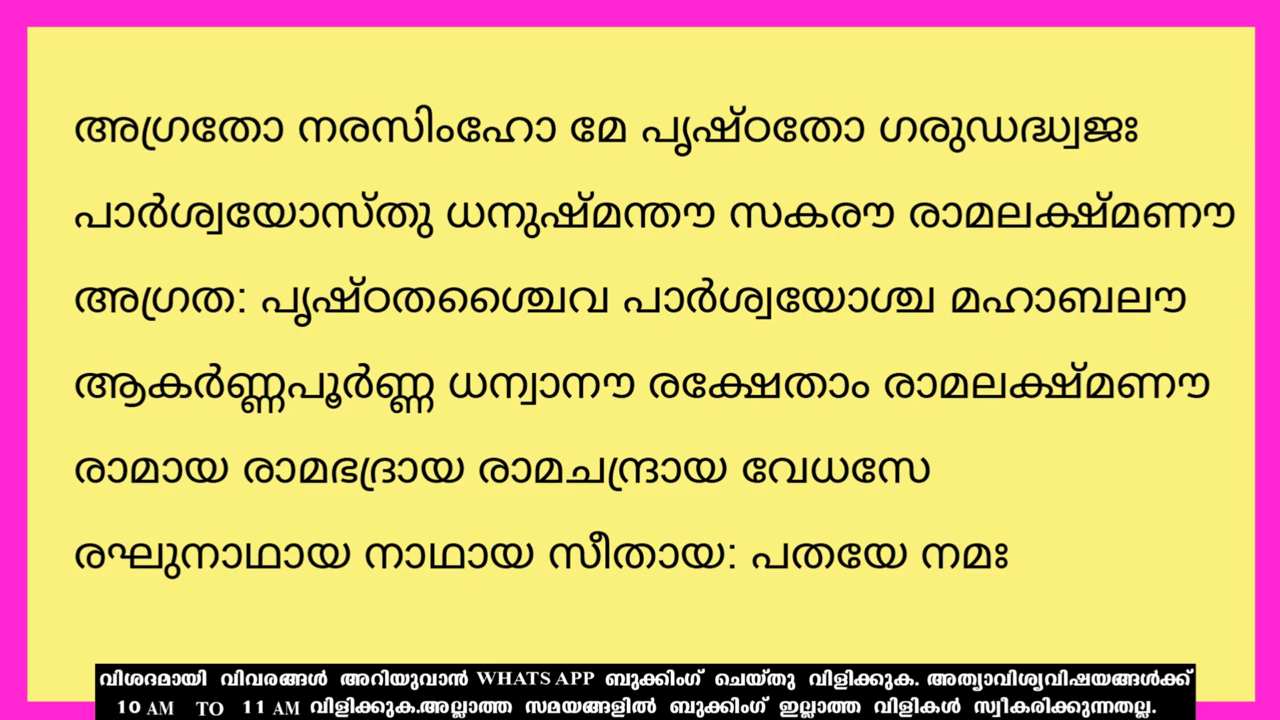 അഗ്രതോ നരസിംഹോ മേ പൃഷ്ഠതോ ഗരുഡദ്ധ്വജഃ
പാർശ്വയോസ്തു ധനുഷ്മന്തൗ സകരൗ രാമലക്ഷ്മണൗ
അഗ്രത: പൃഷ്ഠതശ്ചൈവ പാർശ്വയോശ്ച മഹാബലൗ
ആകർണ്ണപൂർണ്ണ ധന്വാനൗ രക്ഷേതാം രാമലക്ഷ്മണൗ
രാമായ രാമഭദ്രായ രാമചന്ദ്രായ വേധസേ
രഘുനാഥായ നാഥായ സീതായ: പതയേ നമഃ
വിശദമായി വിവരങ്ങൾ അറിയുവാൻ WHATS APP ബുക്കിംഗ് ചെയ്തു വിളിക്കുക. അത്യാവിശ്യവിഷയങ്ങൾക്ക്
10 AM TO 11 AM വിളിക്കുക.അല്ലാത്ത സമയങ്ങളിൽ ബുക്കിംഗ് ഇല്ലാത്ത വിളികൾ സ്വീകരിക്കുന്നതല്ല.